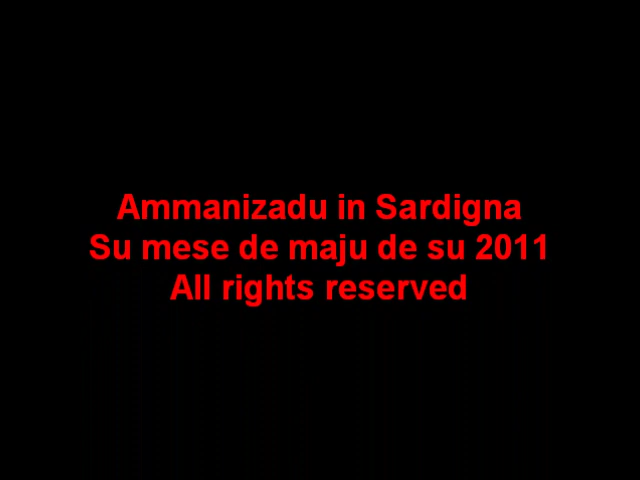 Ammanizadu in Sardigna
Su mese de maju de su 2011
All rights reserved